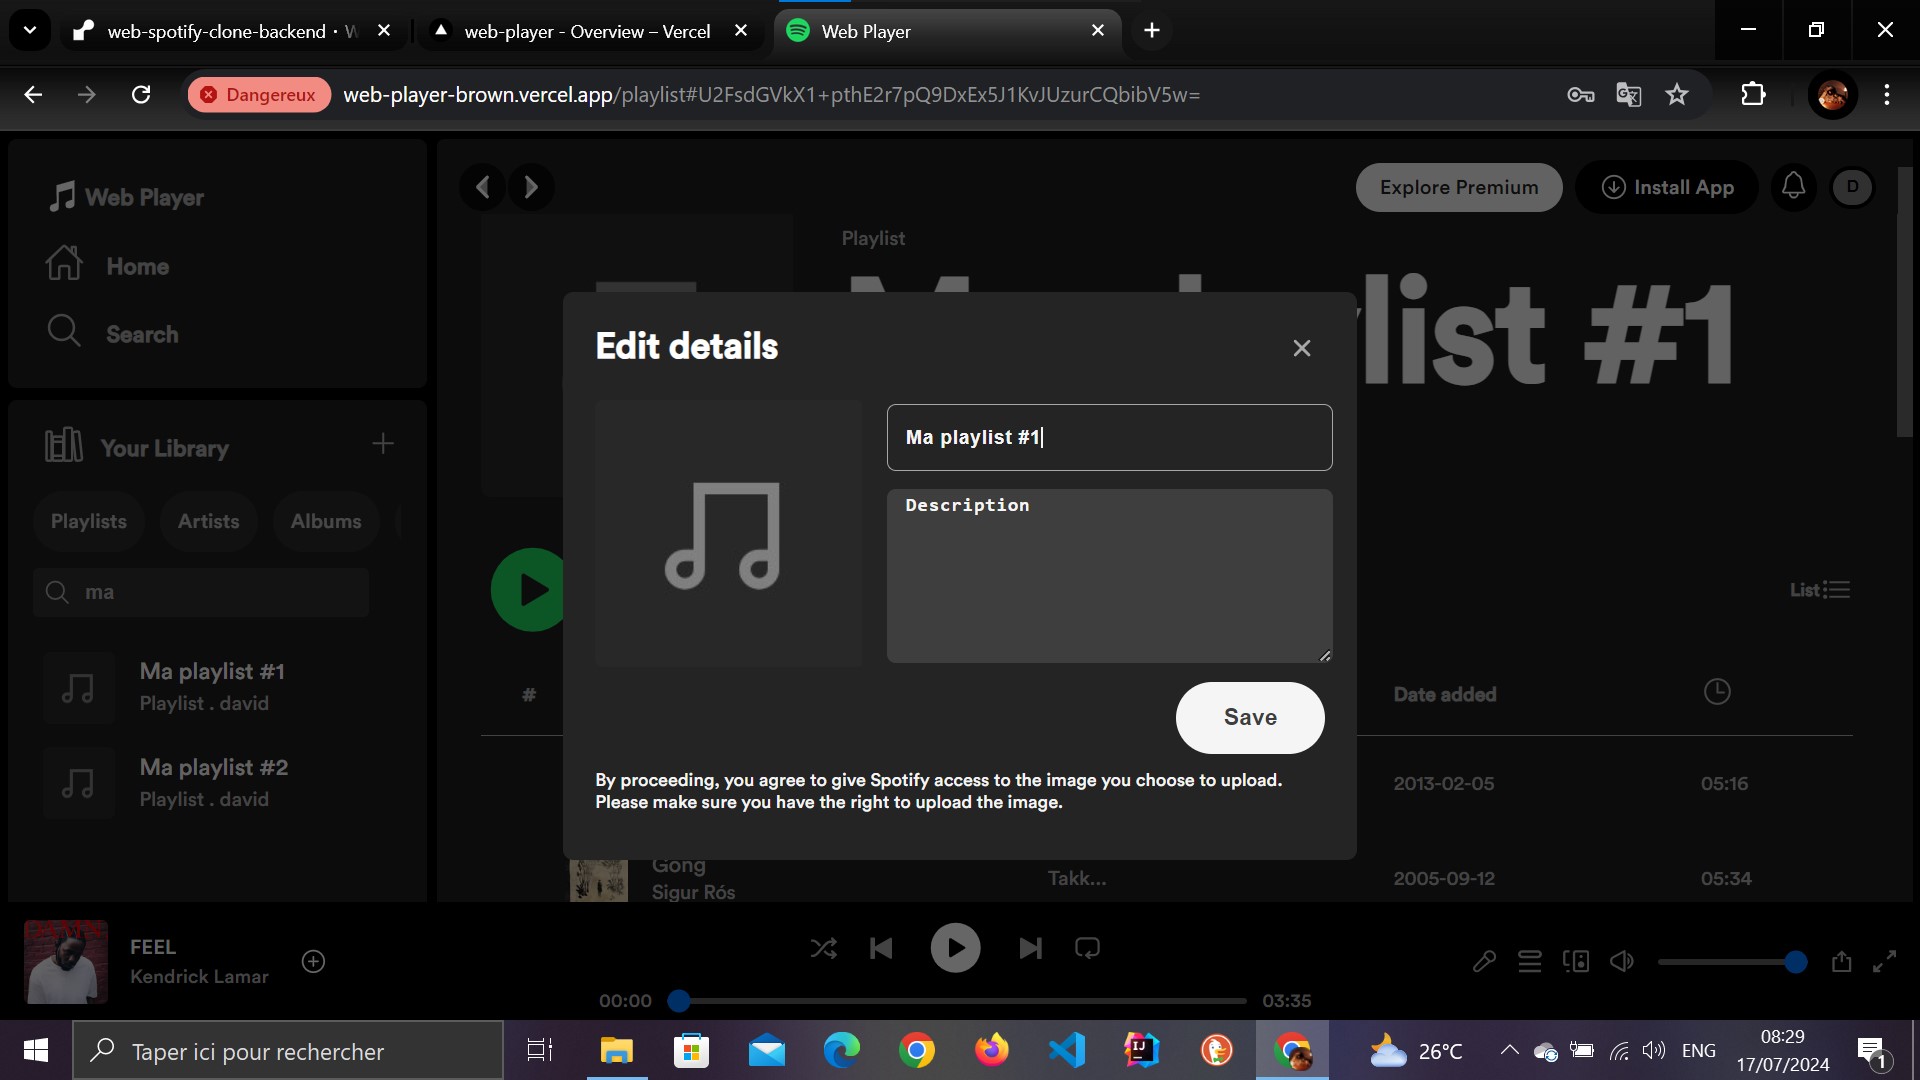 web-spotify-clone-backend · W
web-player - Overview – Vercel
Web Player
Dangereux
web-player-brown.vercel.app/playlist#U2FsdGVkX1+pthE2r7pQ9DxEx5J1KvJUzurCQbibV5w=
Web Player
Home
Search
Explore Premium
Install App
D
Playlist
list #1
Your Library
Playlists
Artists
Albums
ma
Ma playlist #1
Playlist . david
Ma playlist #2
Playlist . david
Edit details
Ma playlist #1
Description
Save
By proceeding, you agree to give Spotify access to the image you choose to upload.
Please make sure you have the right to upload the image.
List
#
Date added
2013-02-05
05:16
Gong
Sigur Rós
Takk...
2005-09-12
05:34
FEEL
Kendrick Lamar
00:00
03:35
Taper ici pour rechercher
26°C
ENG
08:29
17/07/2024
1